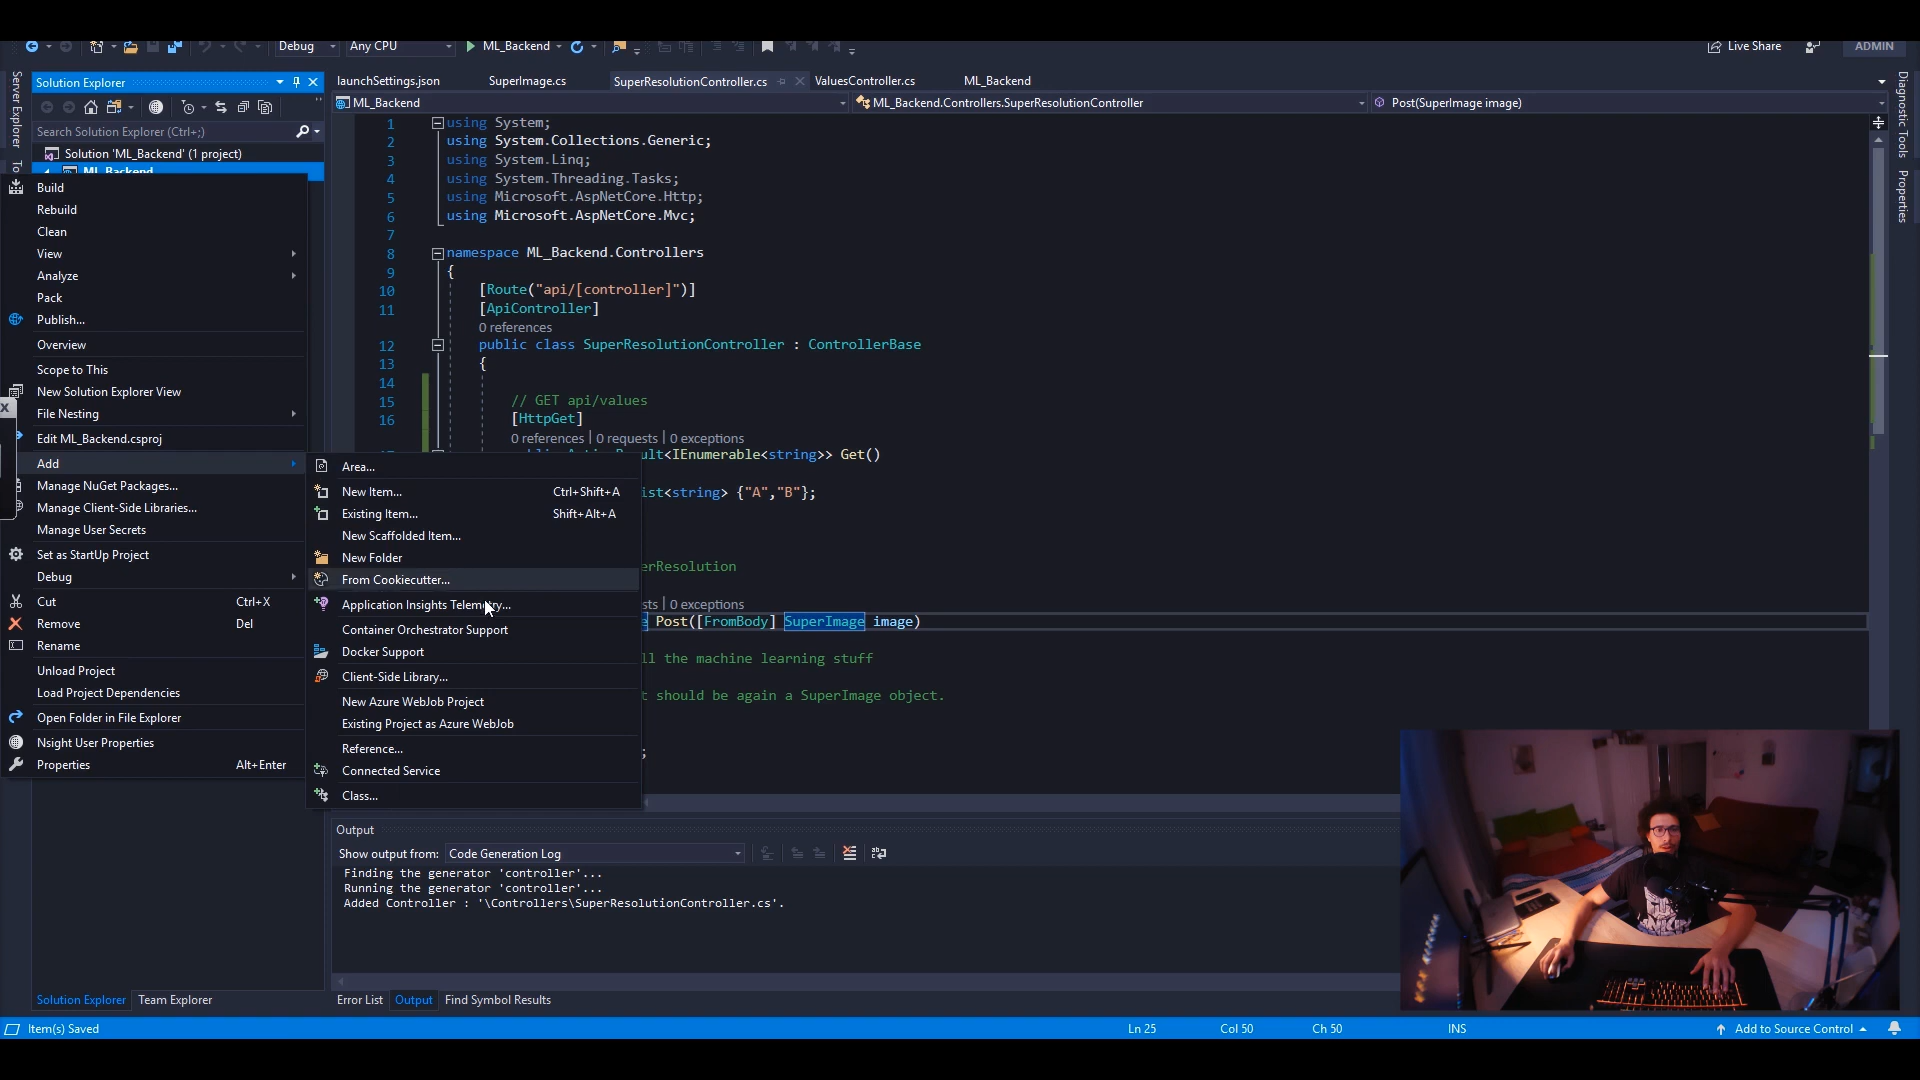 Debug
Any CPU
ML_Backend
Live Share
ADMIN
Server Explorer
To
Solution Explorer
launchSettings.json
SuperImage.cs
SuperResolutionController.cs
ValuesController.cs
ML_Backend
ML_Backend
ML_Backend.Controllers.SuperResolutionController
Post(SuperImage image)
Diagnostic Tools
Properties
Search Solution Explorer (Ctrl+;)
Solution 'ML_Backend' (1 project)
ML_Backend
Build
Rebuild
Clean
View
Analyze
Pack
Publish...
Overview
Scope to This
New Solution Explorer View
File Nesting
Edit ML_Backend.csproj
Add
Manage NuGet Packages...
Manage Client-Side Libraries...
Manage User Secrets
Set as StartUp Project
Debug
Cut Ctrl+X
Remove Del
Rename
Unload Project
Load Project Dependencies
Open Folder in File Explorer
Nsight User Properties
Properties Alt+Enter
Area...
New Item... Ctrl+Shift+A
Existing Item... Shift+Alt+A
New Scaffolded Item...
New Folder
From Cookiecutter...
Application Insights Telemetry...
Container Orchestrator Support
Docker Support
Client-Side Library...
New Azure WebJob Project
Existing Project as Azure WebJob
Reference...
Connected Service
Class...
1 using System;
2 using System.Collections.Generic;
3 using System.Linq;
4 using System.Threading.Tasks;
5 using Microsoft.AspNetCore.Http;
6 using Microsoft.AspNetCore.Mvc;
7
8 namespace ML_Backend.Controllers
9 {
10 [Route("api/[controller]")]
11 [ApiController]
0 references
12 public class SuperResolutionController : ControllerBase
13 {
14
15 // GET api/values
16 [HttpGet]
0 references | 0 requests | 0 exceptions
ult<IEnumerable<string>> Get()
ist<string> {"A","B"};
erResolution
sts | 0 exceptions
e Post([FromBody] SuperImage image)
ll the machine learning stuff
t should be again a SuperImage object.
;
Output
Show output from: Code Generation Log
Finding the generator 'controller'...
Running the generator 'controller'...
Added Controller : '\Controllers\SuperResolutionController.cs'.
Solution Explorer
Team Explorer
Error List
Output
Find Symbol Results
Item(s) Saved
Ln 25
Col 50
Ch 50
INS
Add to Source Control